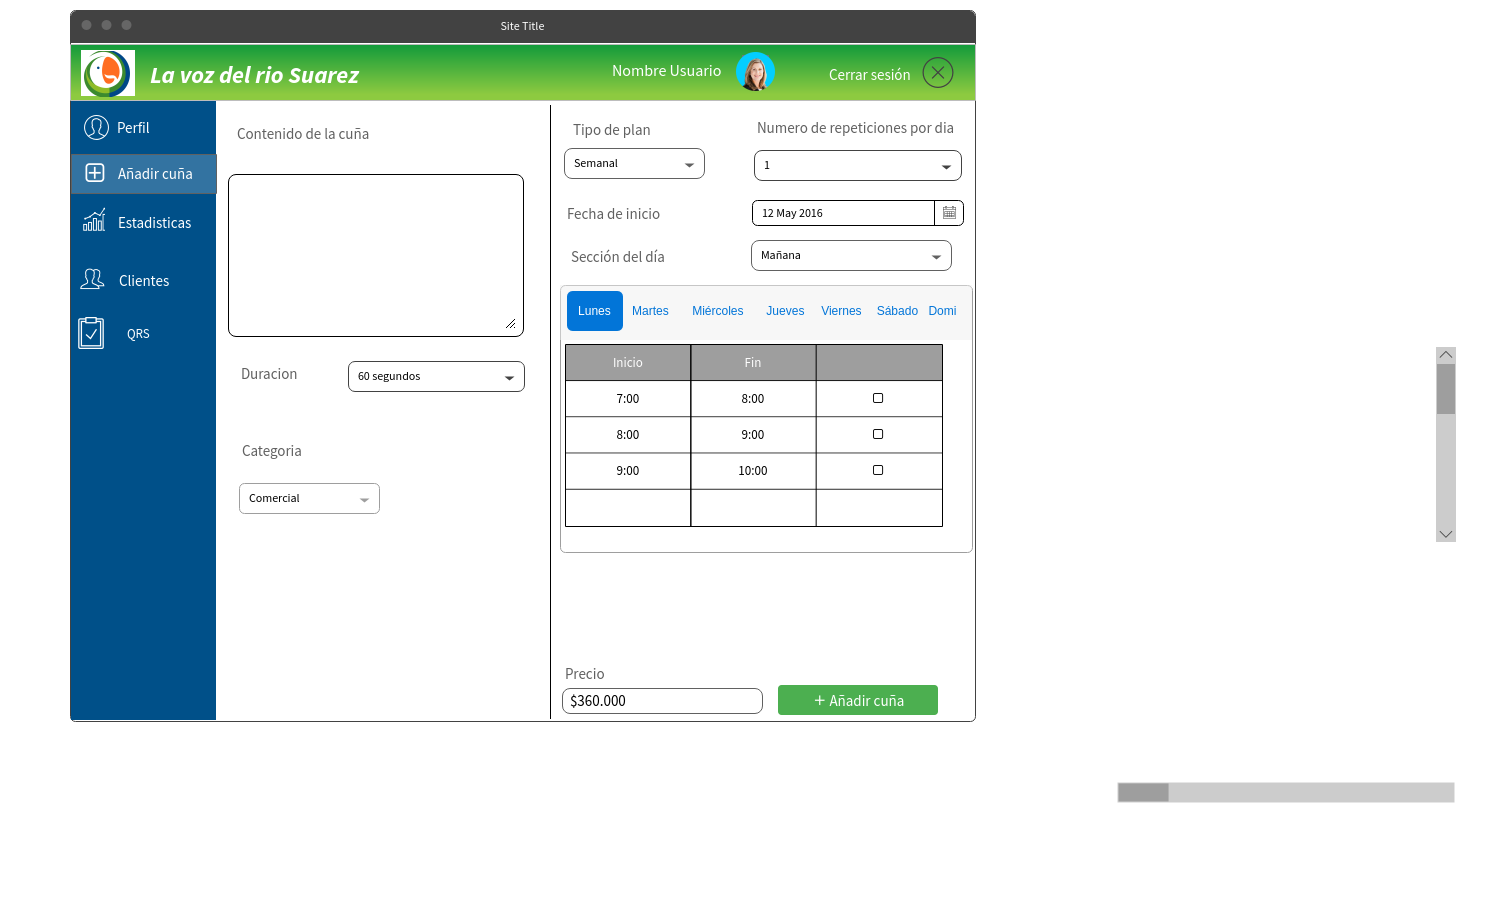 Site Title
La voz del rio Suarez
Nombre Usuario
Cerrar sesión
Perfil
Añadir cuña
Estadisticas
Clientes
QRS
Contenido de la cuña
Duracion
60 segundos
Categoria
Comercial
Tipo de plan
Numero de repeticiones por dia
Semanal
1
Fecha de inicio
12 May 2016
Sección del día
Mañana
Lunes Martes Miércoles Jueves Viernes Sábado Domi
Inicio Fin
7:00 8:00
8:00 9:00
9:00 10:00
Precio
$360.000
+ Añadir cuña